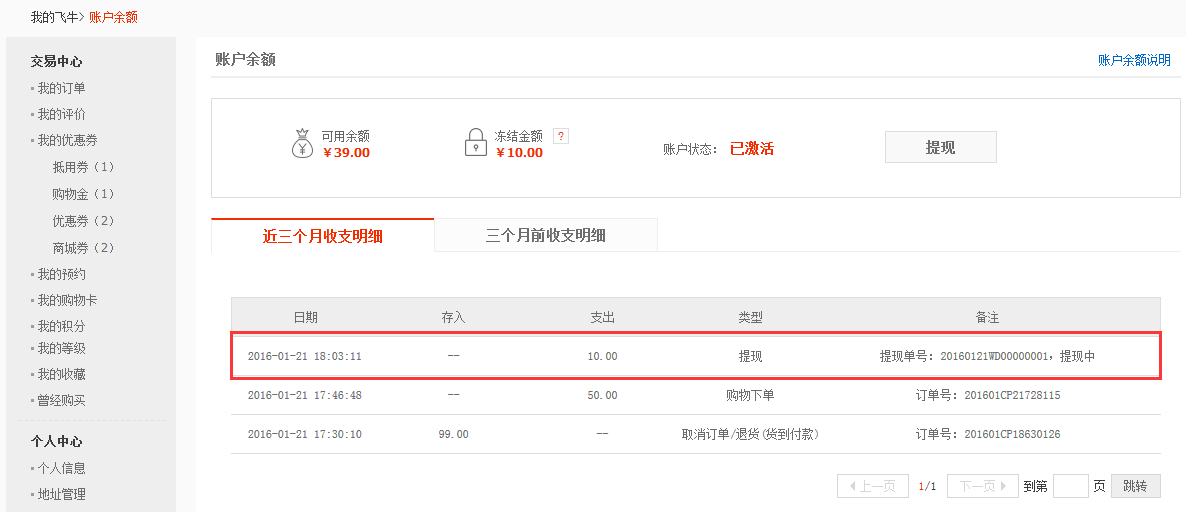 我的飞牛> 账户余额
交易中心
我的订单
我的评价
我的优惠券
抵用券（1）
购物金（1）
优惠券（2）
商城券（2）
我的预约
我的购物卡
我的积分
我的等级
我的收藏
曾经购买
个人中心
个人信息
地址管理
账户余额 账户余额说明
可用余额
￥39.00
冻结金额 ?
￥10.00
账户状态： 已激活
提现
近三个月收支明细 三个月前收支明细
日期 存入 支出 类型 备注
2016-01-21 18:03:11 -- 10.00 提现 提现单号：20160121WD00000001，提现中
2016-01-21 17:46:48 -- 50.00 购物下单 订单号：201601CP21728115
2016-01-21 17:30:10 99.00 -- 取消订单/退货(货到付款) 订单号：201601CP18630126
上一页 1/1 下一页 到第 页 跳转